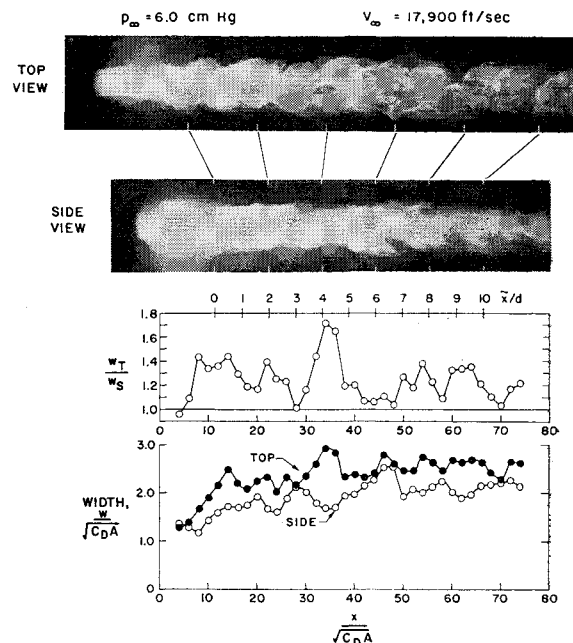 p∞ = 6.0 cm Hg V∞ = 17,900 ft/sec
TOP
VIEW
SIDE
VIEW
0 1 2 3 4 5 6 7 8 9 10 x̃/d
1.8
1.6
1.4
1.2
1.0
wT
wS
0 10 20 30 40 50 60 70 80
3.0
2.0
1.0
0
TOP
SIDE
WIDTH,
w
√CDA
0 10 20 30 40 50 60 70 80
x
√CDA